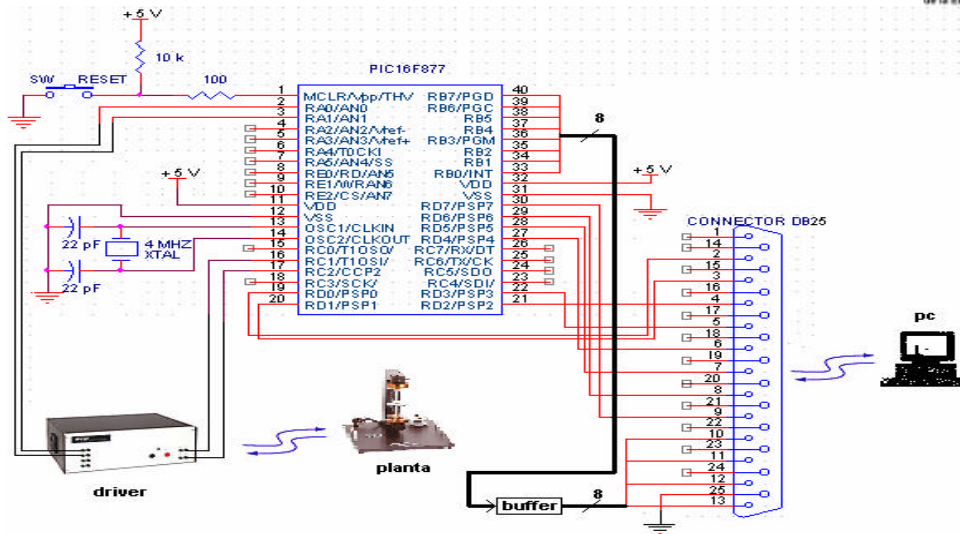 +5 V
10 k
SW RESET
100
PIC16F877
1 MCLR/Vpp/THV RB7/PGD 40
2 RA0/AN0 RB6/PGC 39
3 RA1/AN1 RB5 38
4 RA2/AN2/Vref- RB4 37
5 RA3/AN3/Vref+ RB3/PGM 36
6 RA4/T0CKI RB2 35
7 RA5/AN4/SS RB1 34
8 RE0/RD/AN5 RB0/INT 33
9 RE1/WR/AN6 VDD 32
10 RE2/CS/AN7 VSS 31
11 VDD RD7/PSP7 30
12 VSS RD6/PSP6 29
13 OSC1/CLKIN RD5/PSP5 28
14 OSC2/CLKOUT RD4/PSP4 27
15 RC0/T1OSO/ RC7/RX/DT 26
16 RC1/T1OSI/ RC6/TX/CK 25
17 RC2/CCP2 RC5/SDO 24
18 RC3/SCK/ RC4/SDI/ 23
19 RD0/PSP0 RD3/PSP3 22
20 RD1/PSP1 RD2/PSP2 21
8
+5 V
+5 V
22 pF
4 MHZ
XTAL
22 pF
CONNECTOR DB25
1
14
2
15
3
16
4
17
5
18
6
19
7
20
8
21
9
22
10
23
11
24
12
25
13
pc
driver
planta
buffer
8